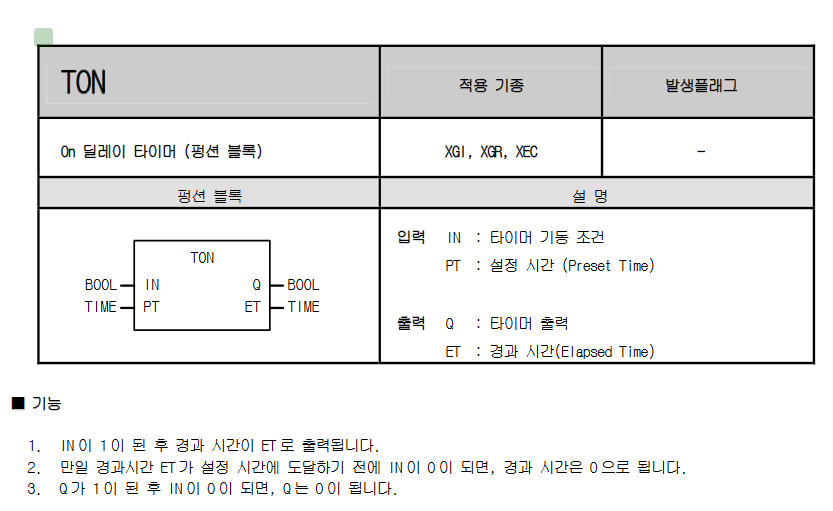 TON
적용 기종
발생플래그
On 딜레이 타이머 (펑션 블록)
XGI, XGR, XEC
-
펑션 블록
설 명
TON
BOOL IN Q BOOL
TIME PT ET TIME
입력 IN : 타이머 기동 조건
PT : 설정 시간 (Preset Time)
출력 Q : 타이머 출력
ET : 경과 시간(Elapsed Time)
■ 기능
1. IN이 1이 된 후 경과 시간이 ET로 출력됩니다.
2. 만일 경과시간 ET가 설정 시간에 도달하기 전에 IN이 0이 되면, 경과 시간은 0으로 됩니다.
3. Q가 1이 된 후 IN이 0이 되면, Q는 0이 됩니다.